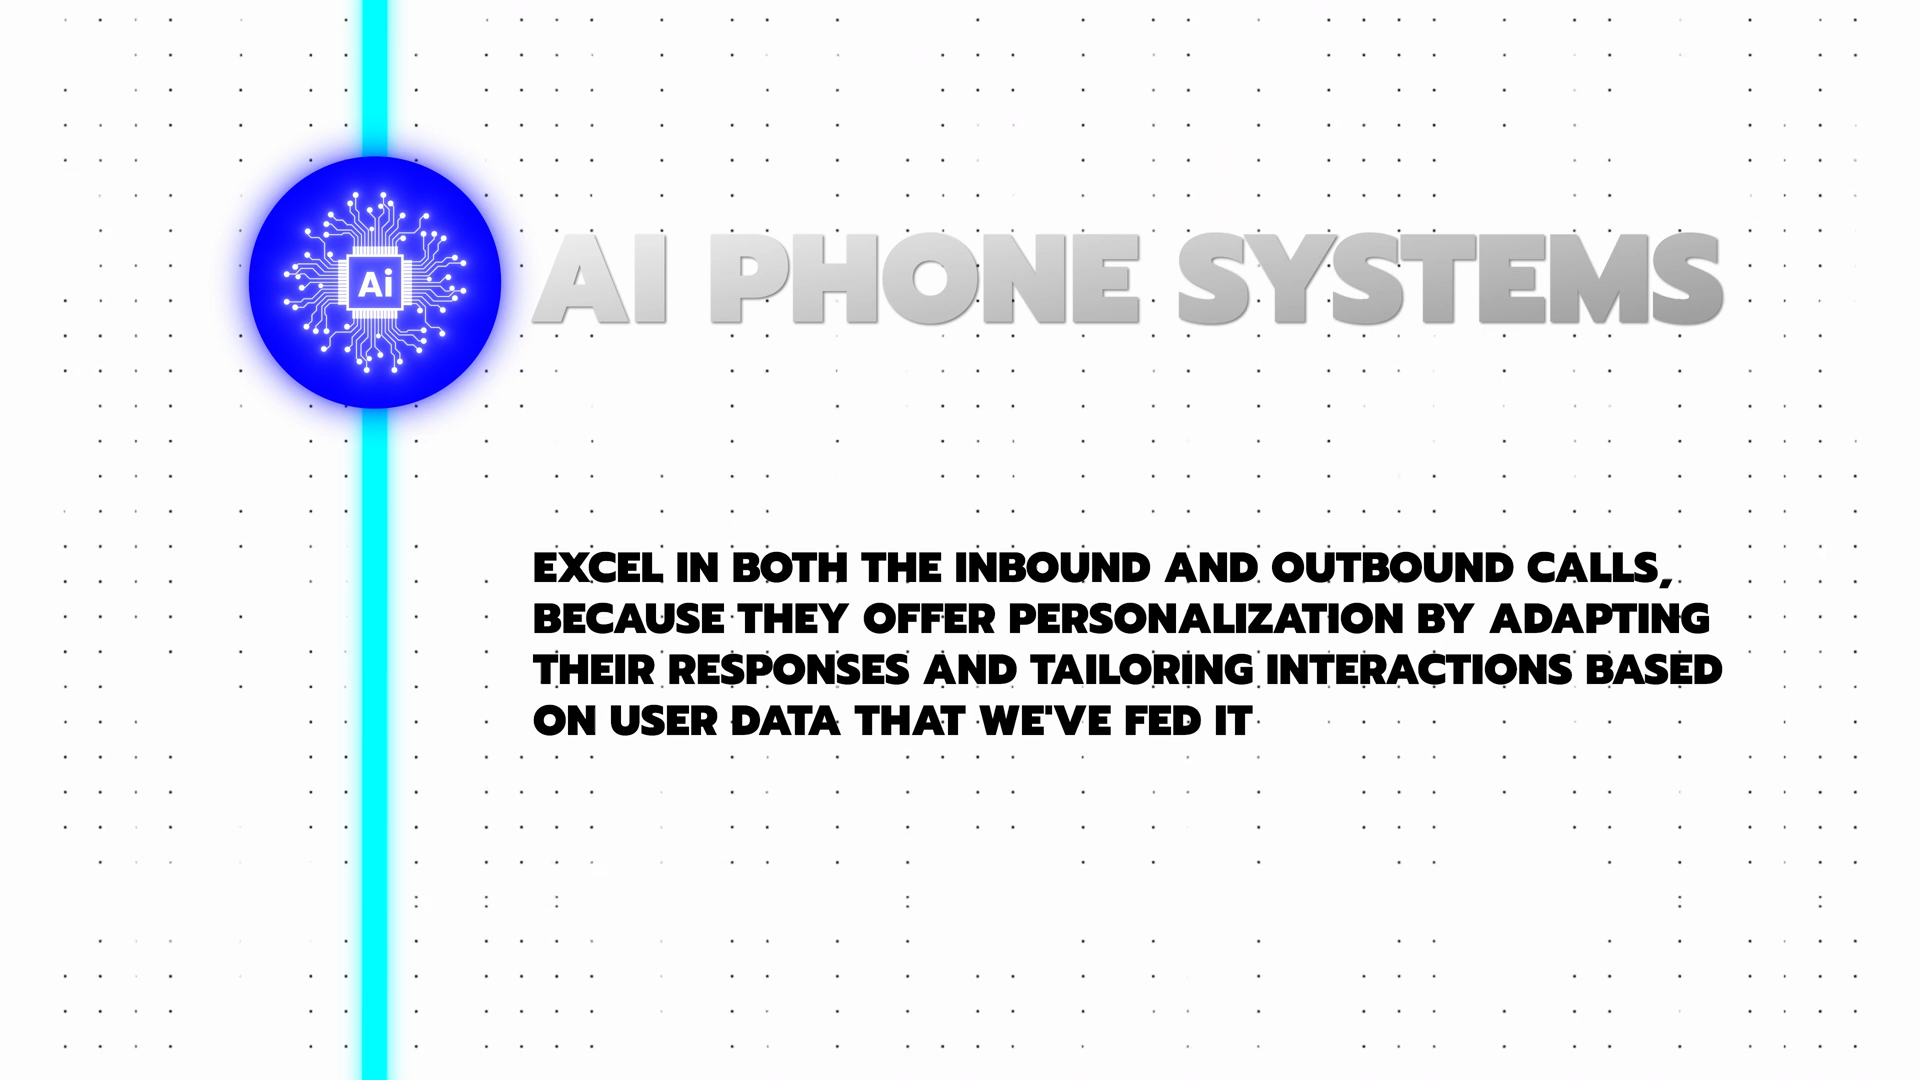 Ai
AI PHONE SYSTEMS
EXCEL IN BOTH THE INBOUND AND OUTBOUND CALLS,
BECAUSE THEY OFFER PERSONALIZATION BY ADAPTING
THEIR RESPONSES AND TAILORING INTERACTIONS BASED
ON USER DATA THAT WE'VE FED IT